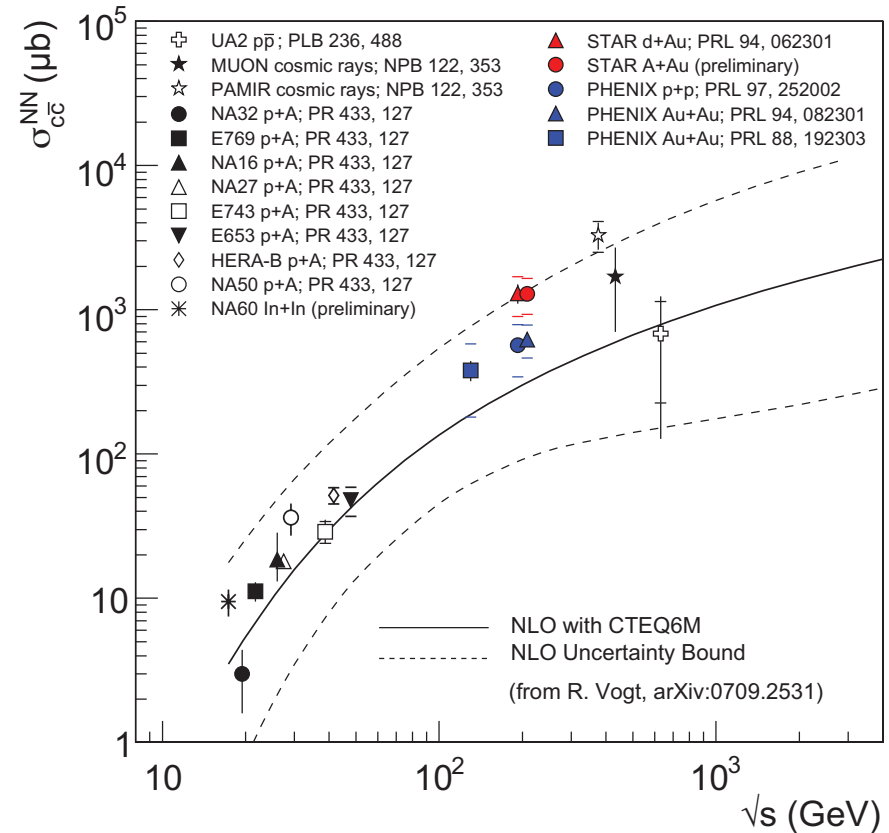 10^5
10^4
10^3
10^2
10
1
σ_{cc̄}^{NN} (μb)
UA2 pp̄; PLB 236, 488
MUON cosmic rays; NPB 122, 353
PAMIR cosmic rays; NPB 122, 353
NA32 p+A; PR 433, 127
E769 p+A; PR 433, 127
NA16 p+A; PR 433, 127
NA27 p+A; PR 433, 127
E743 p+A; PR 433, 127
E653 p+A; PR 433, 127
HERA-B p+A; PR 433, 127
NA50 p+A; PR 433, 127
NA60 In+In (preliminary)
STAR d+Au; PRL 94, 062301
STAR A+Au (preliminary)
PHENIX p+p; PRL 97, 252002
PHENIX Au+Au; PRL 94, 082301
PHENIX Au+Au; PRL 88, 192303
NLO with CTEQ6M
NLO Uncertainty Bound
(from R. Vogt, arXiv:0709.2531)
10
10^2
10^3
√s (GeV)